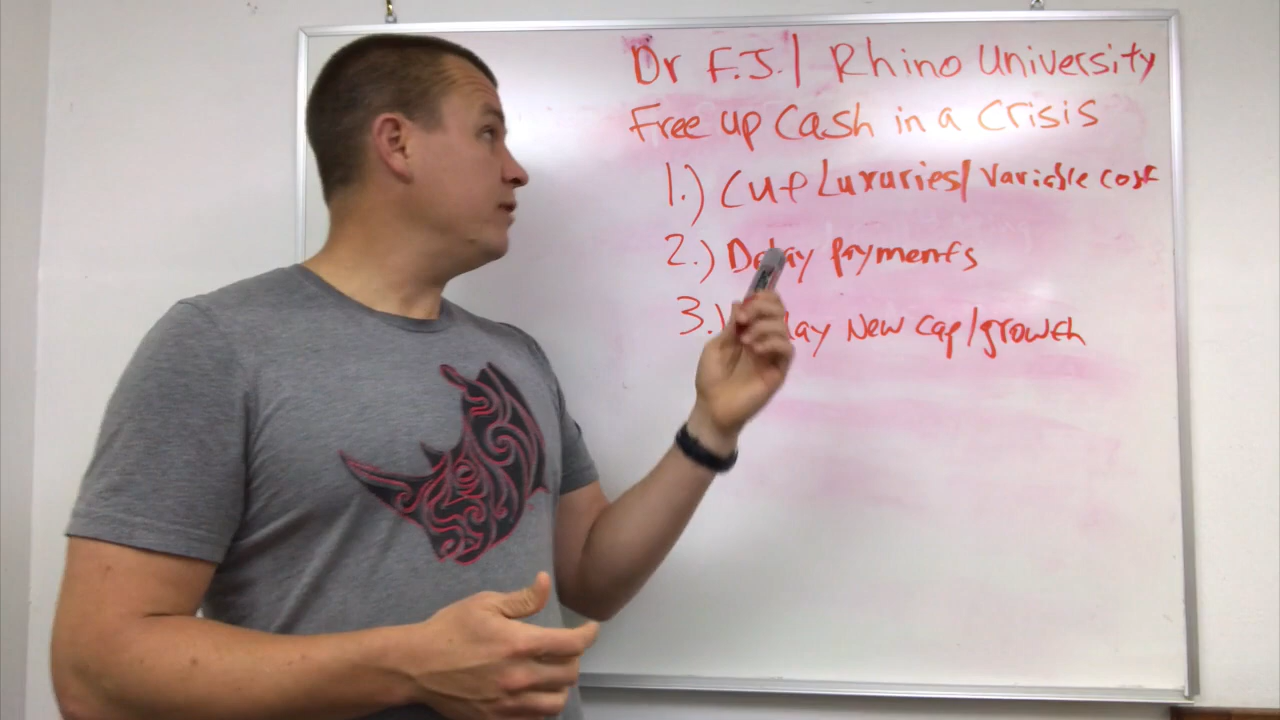 Dr F.J. | Rhino University
Free up Cash in a Crisis
1.) Cut Luxuries/Variable cost
2.) Delay Payments
3.) New Cap/growth